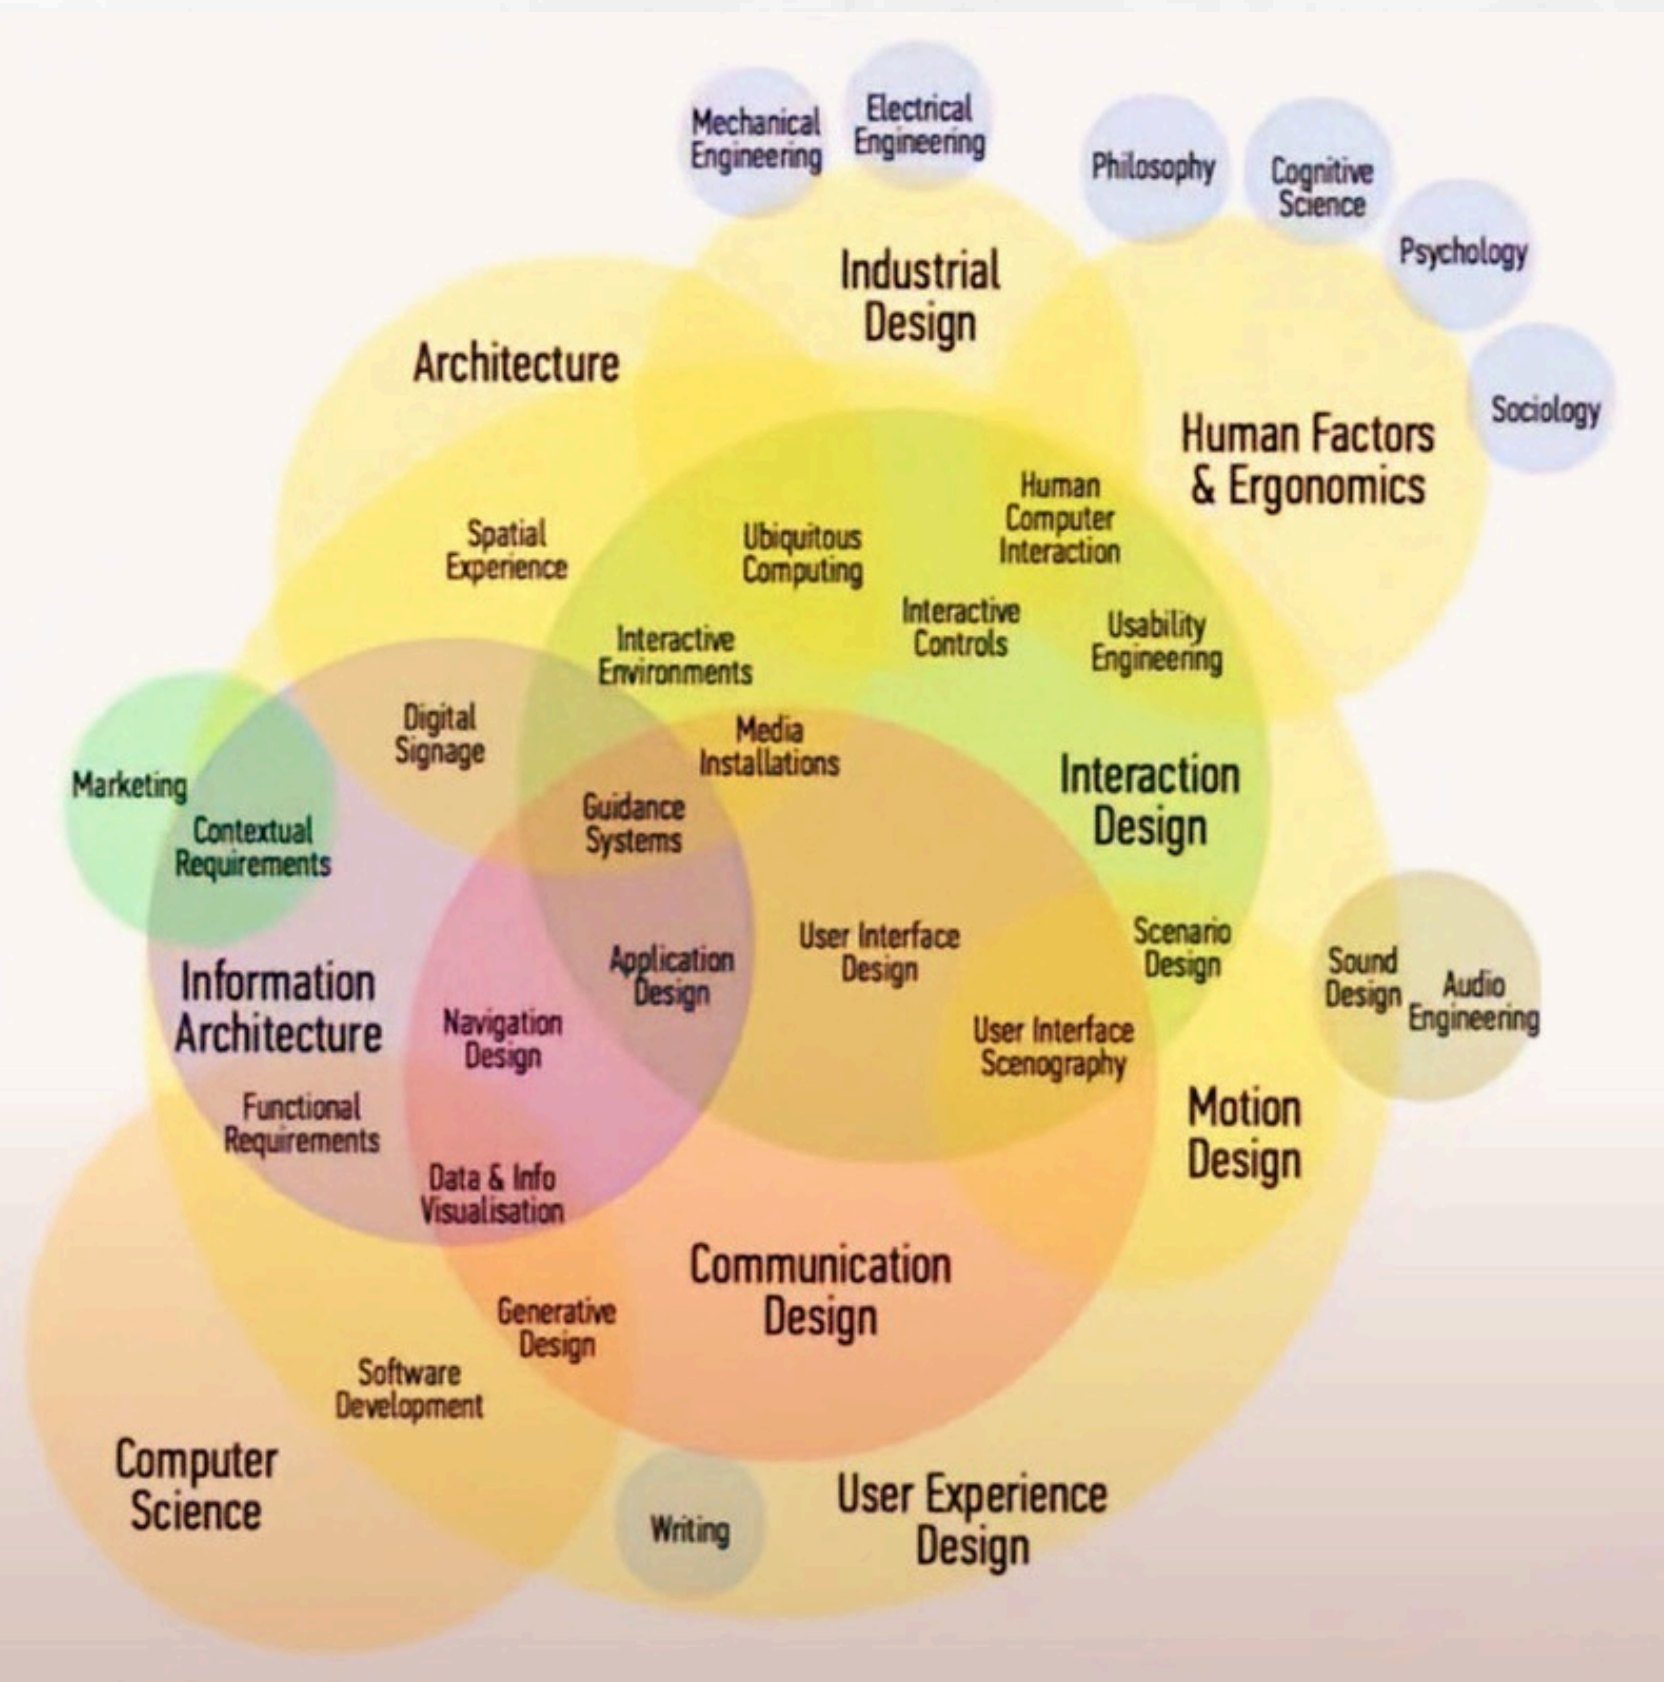 Mechanical
Engineering
Electrical
Engineering
Philosophy
Cognitive
Science
Psychology
Sociology
Industrial
Design
Architecture
Human Factors
& Ergonomics
Human
Computer
Interaction
Spatial
Experience
Ubiquitous
Computing
Interactive
Controls
Usability
Engineering
Interactive
Environments
Digital
Signage
Media
Installations
Marketing
Contextual
Requirements
Guidance
Systems
Interaction
Design
Information
Architecture
Application
Design
User Interface
Design
Scenario
Design
Sound
Design
Audio
Engineering
Navigation
Design
User Interface
Scenography
Functional
Requirements
Motion
Design
Data & Info
Visualisation
Communication
Design
Generative
Design
Software
Development
Computer
Science
Writing
User Experience
Design